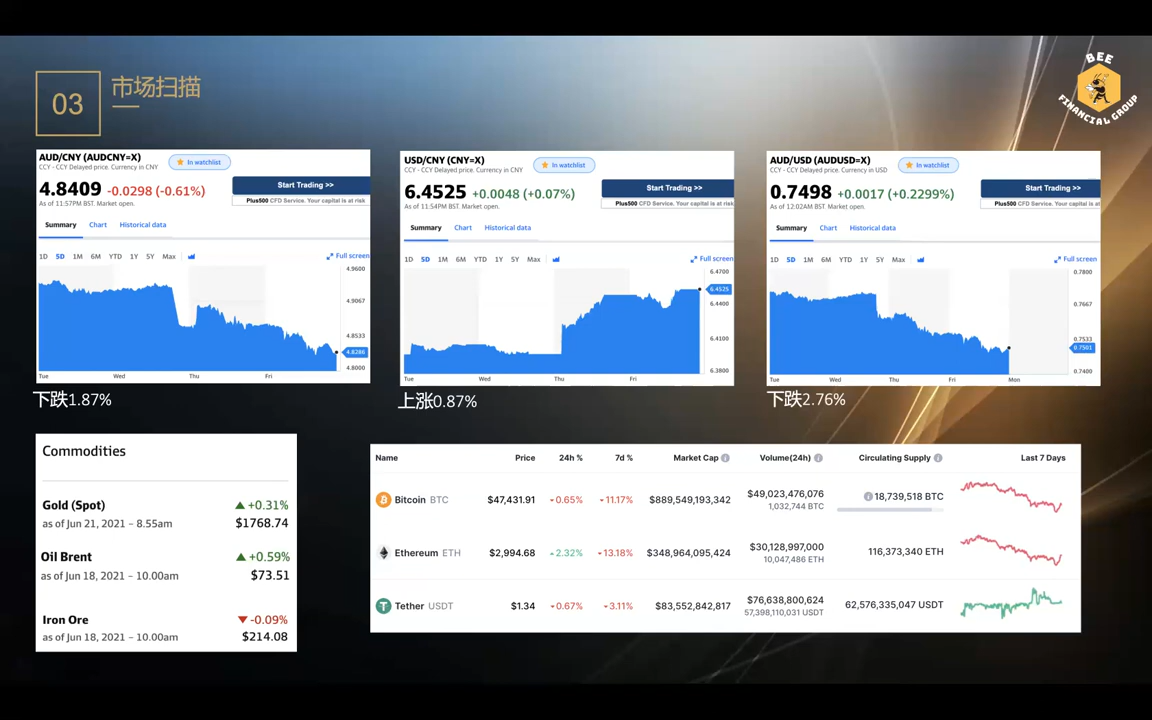 03
市场扫描
BEE
FINANCIAL GROUP
AUD/CNY (AUDCNY=X)
CCY - CCY Delayed price. Currency in CNY
In watchlist
4.8409 -0.0298 (-0.61%)
As of 11:57PM BST. Market open.
Start Trading >>
Plus500 CFD Service. Your capital is at risk
Summary Chart Historical data
1D 5D 1M 6M YTD 1Y 5Y Max
Full screen
4.9600
4.9067
4.8533
4.8286
4.8000
Tue Wed Thu Fri
下跌1.87%
USD/CNY (CNY=X)
CCY - CCY Delayed price. Currency in CNY
In watchlist
6.4525 +0.0048 (+0.07%)
As of 11:54PM BST. Market open.
Start Trading >>
Plus500 CFD Service. Your capital is at risk
Summary Chart Historical data
1D 5D 1M 6M YTD 1Y 5Y Max
Full screen
6.4700
6.4525
6.4400
6.4100
6.3800
Tue Wed Thu Fri
上涨0.87%
AUD/USD (AUDUSD=X)
CCY - CCY Delayed price. Currency in USD
In watchlist
0.7498 +0.0017 (+0.2299%)
As of 12:02AM BST. Market open.
Start Trading >>
Plus500 CFD Service. Your capital is at
Summary Chart Historical data
1D 5D 1M 6M YTD 1Y 5Y Max
Full screen
0.7800
0.7667
0.7533
0.7501
0.7400
Tue Wed Thu Fri Mon
下跌2.76%
Commodities
Gold (Spot) +0.31%
as of Jun 21, 2021 – 8.55am $1768.74
Oil Brent +0.59%
as of Jun 18, 2021 – 10.00am $73.51
Iron Ore -0.09%
as of Jun 18, 2021 – 10.00am $214.08
Name Price 24h % 7d % Market Cap Volume(24h) Circulating Supply Last 7 Days
Bitcoin BTC $47,431.91 0.65% 11.17% $889,549,193,342 $49,023,476,076 18,739,518 BTC
1,032,744 BTC
Ethereum ETH $2,994.68 2.32% 13.18% $348,964,095,424 $30,128,997,000 116,373,340 ETH
10,047,486 ETH
Tether USDT $1.34 0.67% 3.11% $83,552,842,817 $76,638,800,624 62,576,335,047 USDT
57,398,110,031 USDT